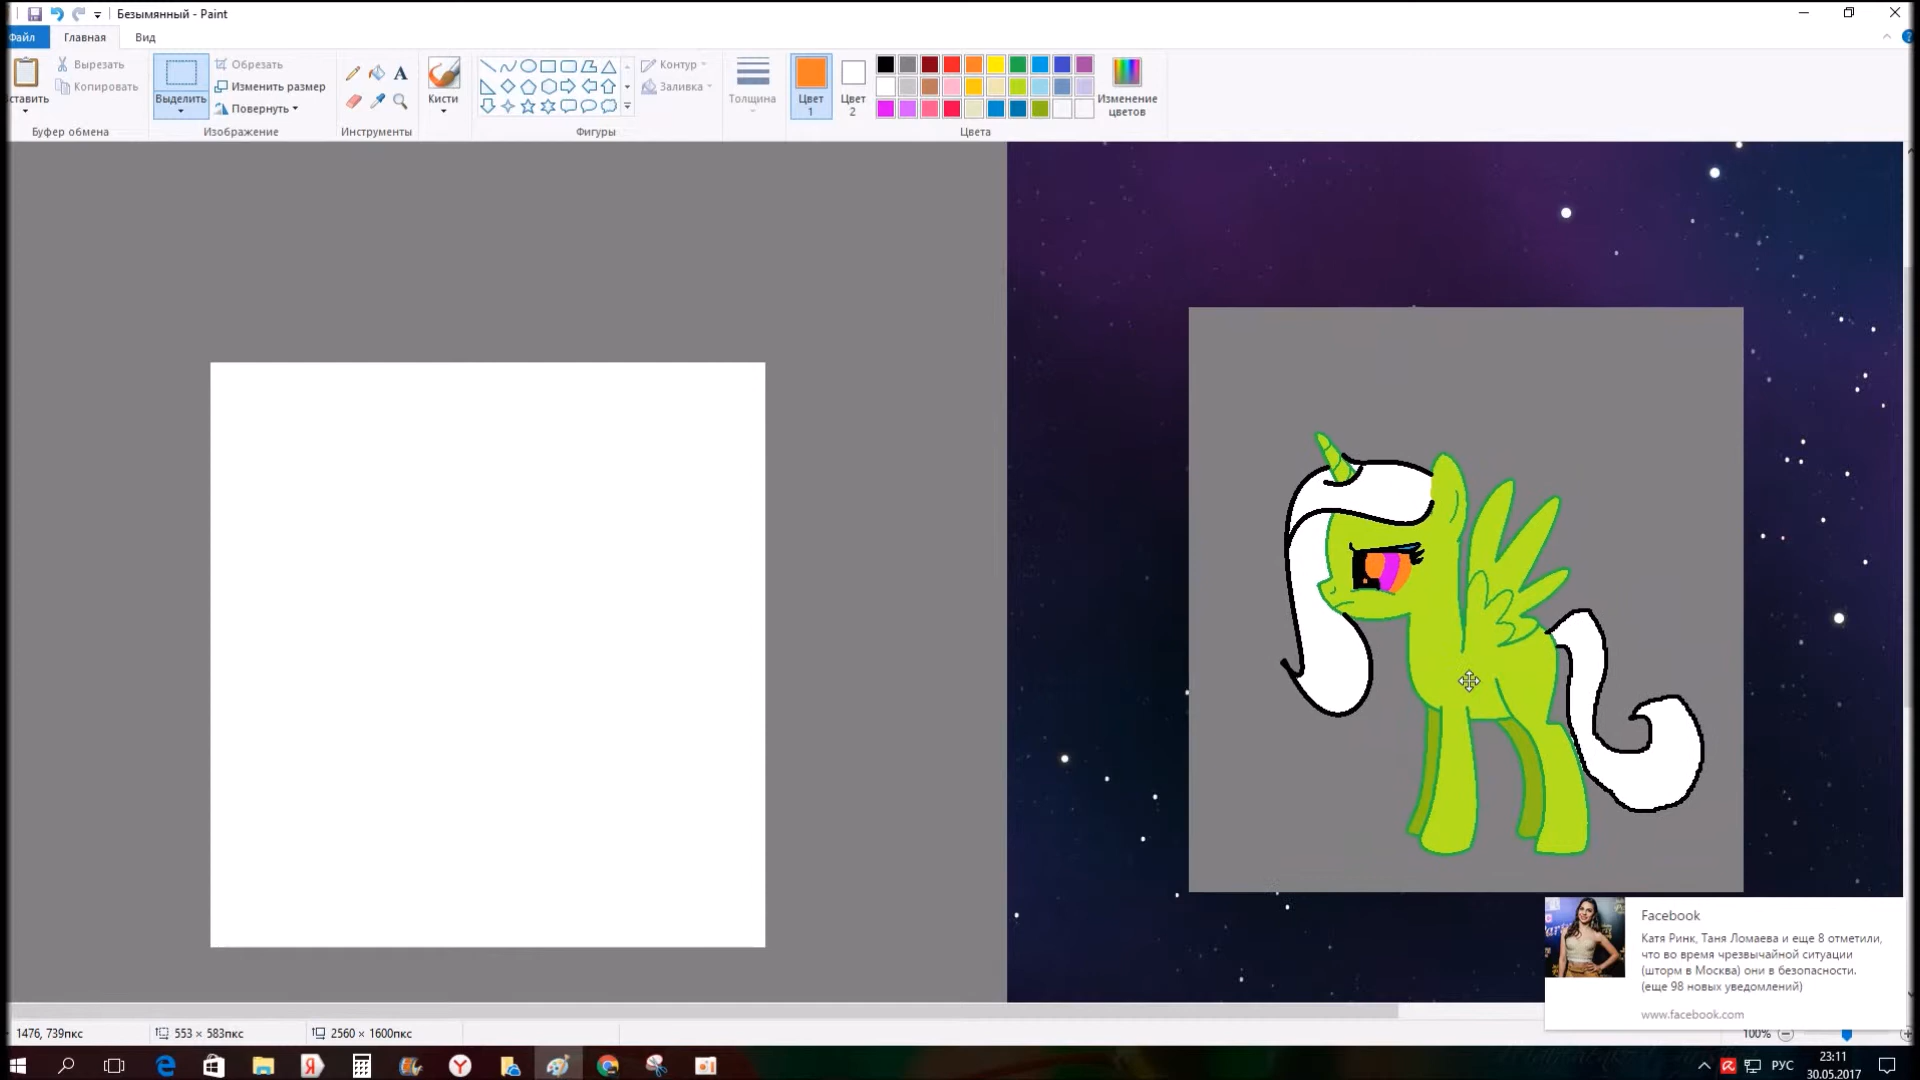 Безымянный - Paint
Файл
Главная
Вид
Вырезать
Копировать
Выделить
Обрезать
Изменить размер
Повернуть
Кисти
Контур
Заливка
Толщина
Цвет 1
Цвет 2
Изменение цветов
Буфер обмена
Изображение
Инструменты
Фигуры
Цвета
Facebook
Катя Ринк, Таня Ломаева и еще 8 отметили,
что во время чрезвычайной ситуации
(шторм в Москва) они в безопасности.
(еще 98 новых уведомлений)
www.facebook.com
1476, 739пкс
553 × 583пкс
2560 × 1600пкс
100%
РУС
23:11
30.05.2017